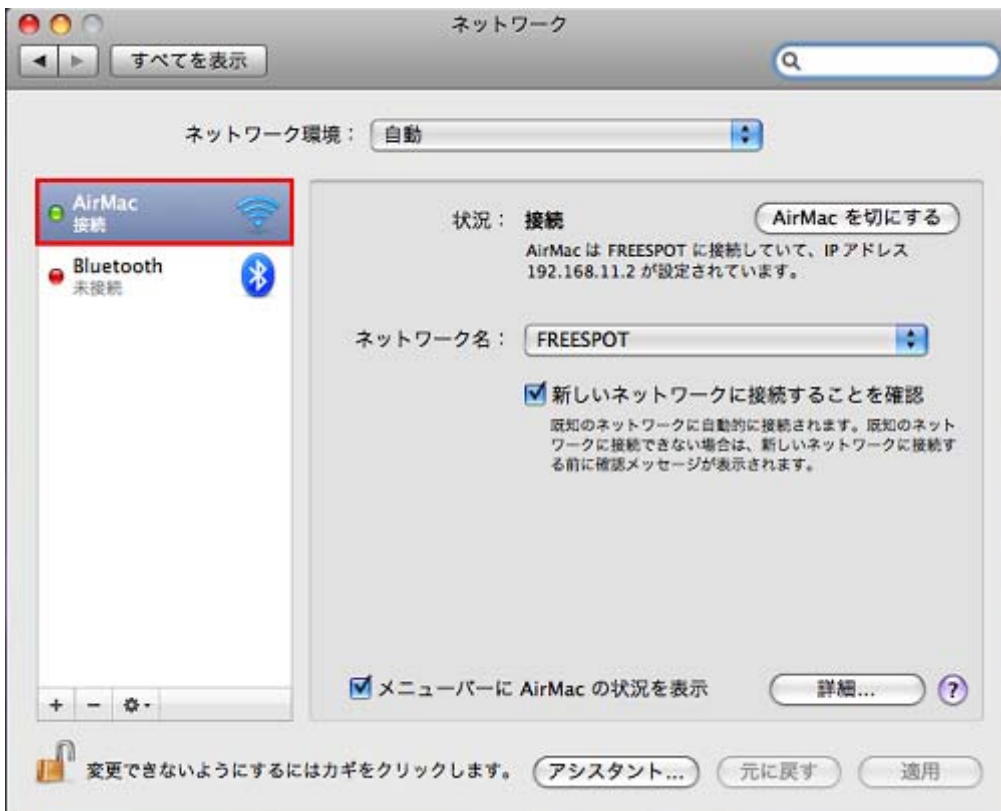 ネットワーク
すべてを表示
ネットワーク環境： 自動
AirMac
接続
Bluetooth
未接続
状況： 接続 AirMac を切にする
AirMac は FREESPOT に接続していて、IP アドレス
192.168.11.2 が設定されています。
ネットワーク名： FREESPOT
新しいネットワークに接続することを確認
既知のネットワークに自動的に接続されます。既知のネット
ワークに接続できない場合は、新しいネットワークに接続す
る前に確認メッセージが表示されます。
メニューバーに AirMac の状況を表示 詳細... ?
変更できないようにするにはカギをクリックします。 アシスタント... 元に戻す 適用